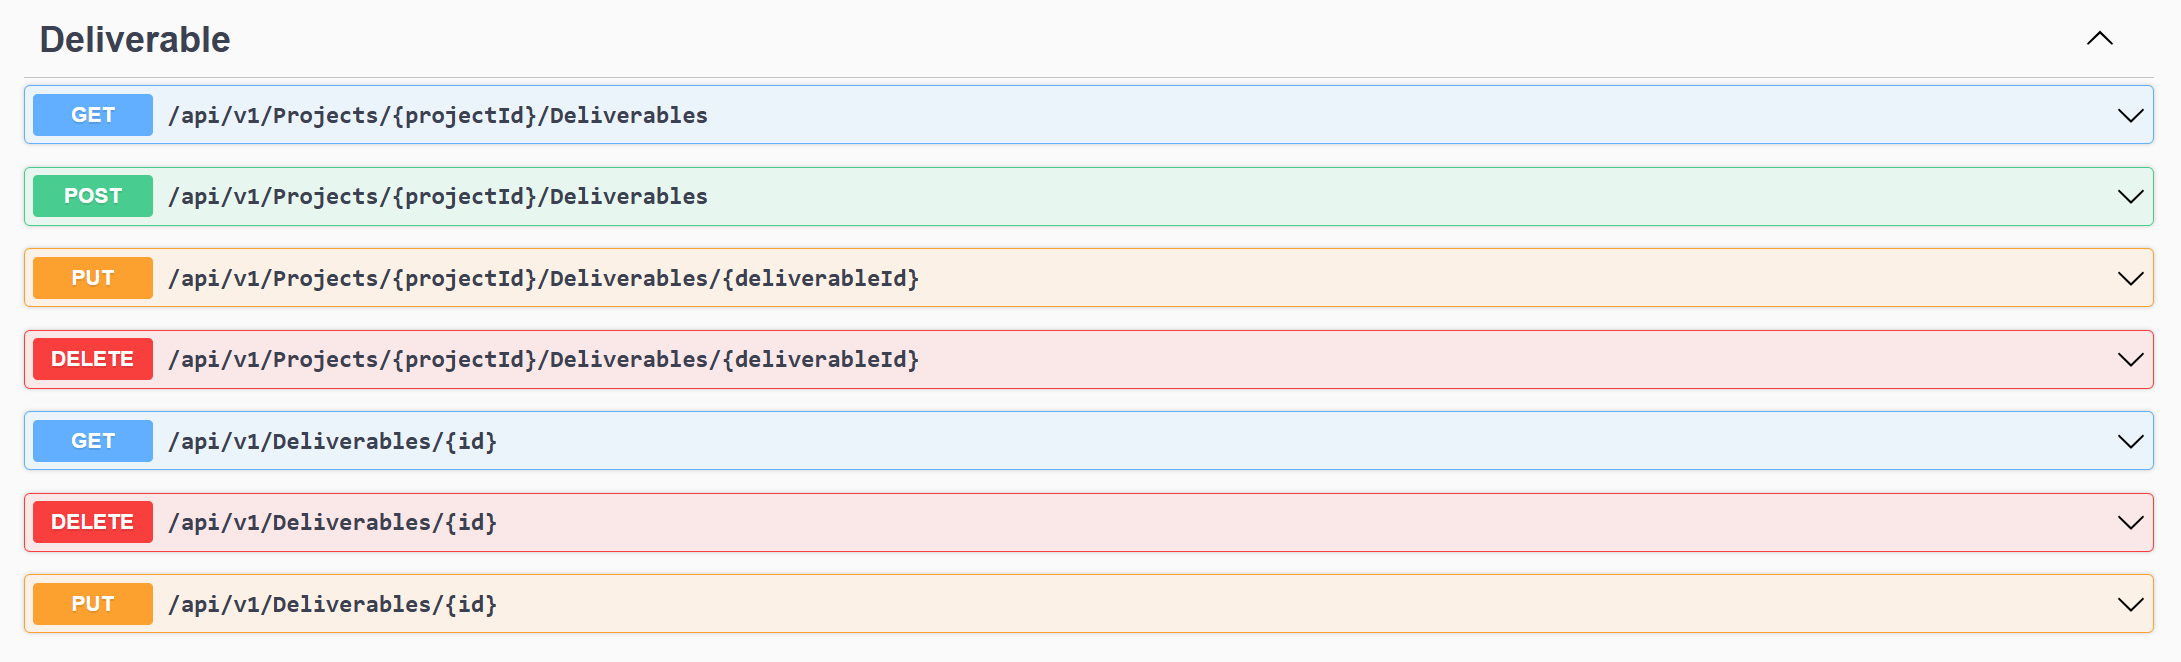 Deliverable
GET /api/v1/Projects/{projectId}/Deliverables
POST /api/v1/Projects/{projectId}/Deliverables
PUT /api/v1/Projects/{projectId}/Deliverables/{deliverableId}
DELETE /api/v1/Projects/{projectId}/Deliverables/{deliverableId}
GET /api/v1/Deliverables/{id}
DELETE /api/v1/Deliverables/{id}
PUT /api/v1/Deliverables/{id}